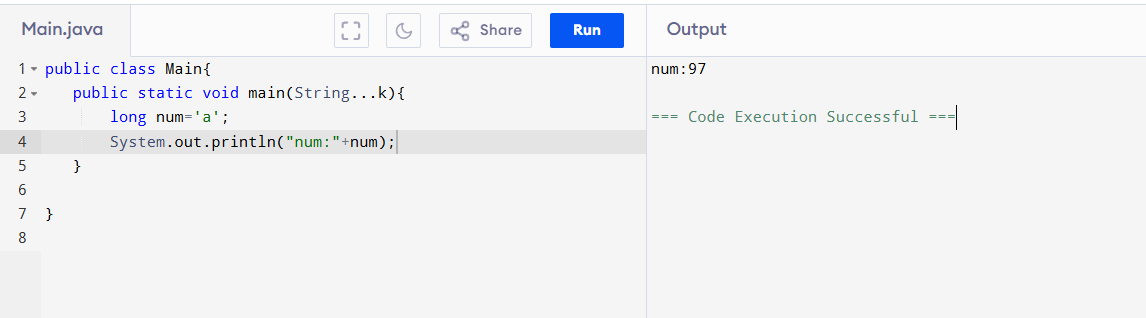 Main.java Share Run Output
1 public class Main{
2 public static void main(String...k){
3 long num='a';
4 System.out.println("num:"+num);
5 }
6
7 }
8
num:97
=== Code Execution Successful ===